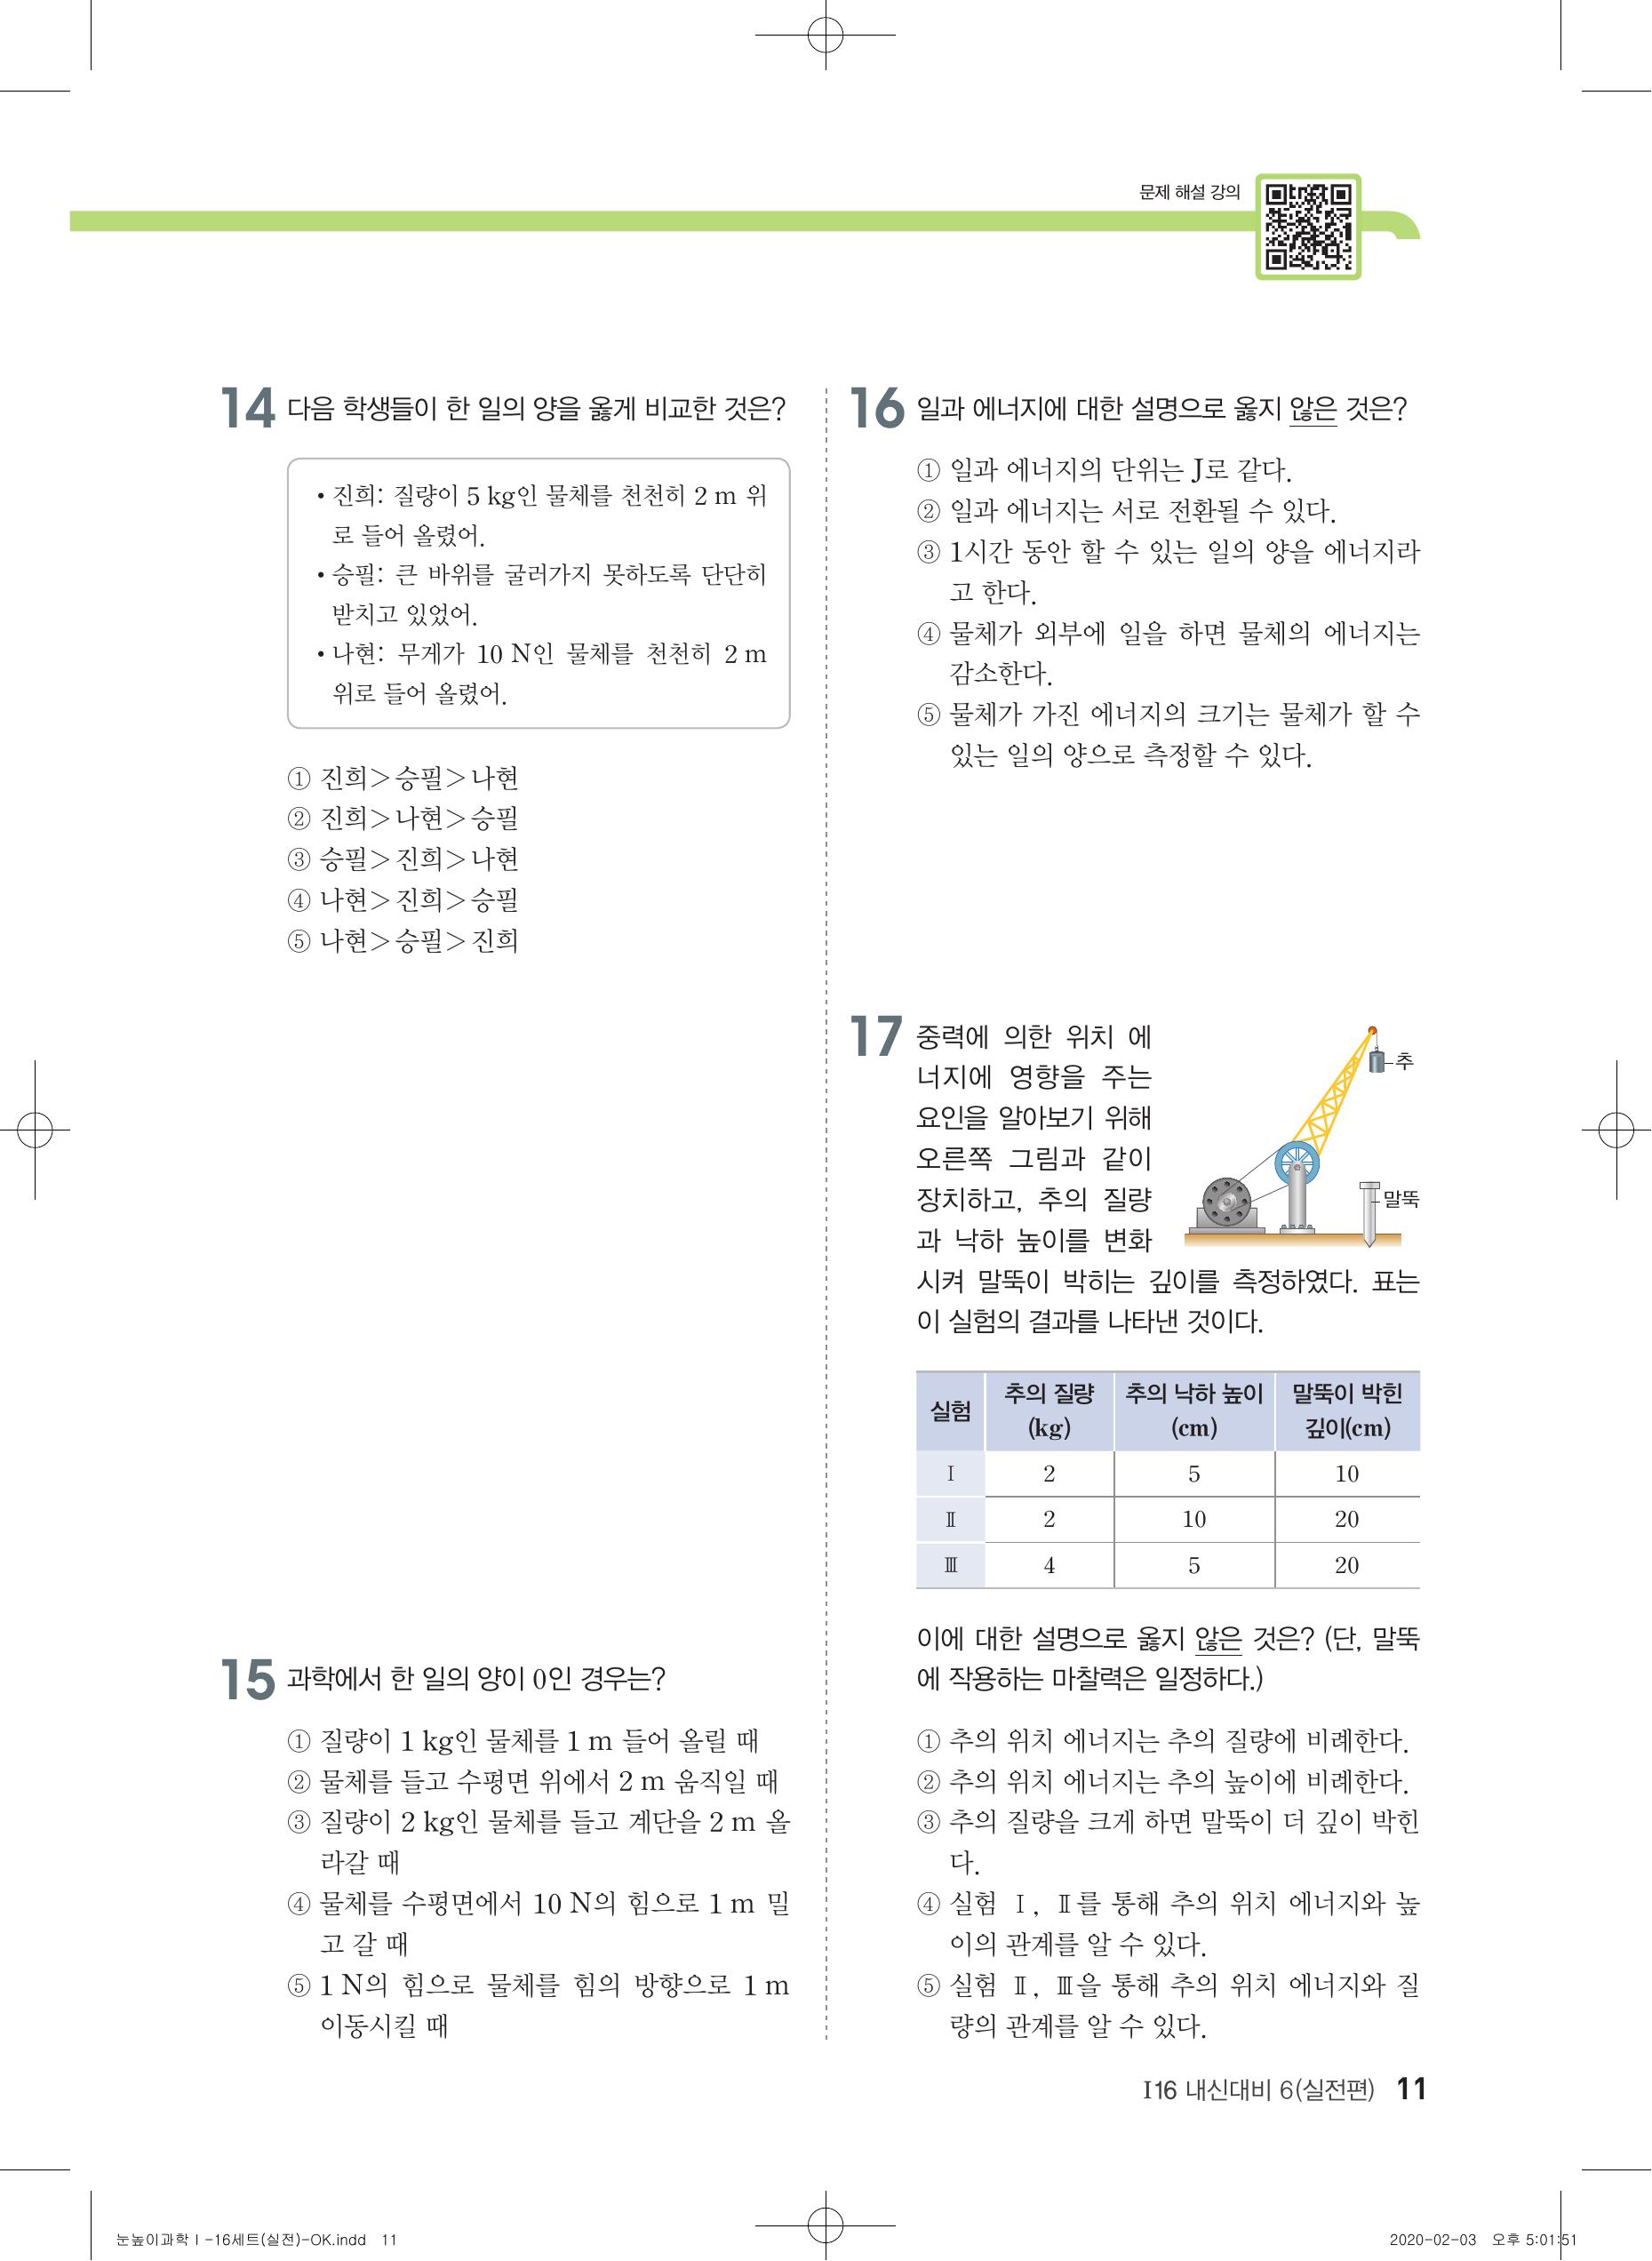 문제 해설 강의
14 다음 학생들이 한 일의 양을 옳게 비교한 것은?
• 진희: 질량이 5 kg인 물체를 천천히 2 m 위
로 들어 올렸어.
• 승필: 큰 바위를 굴러가지 못하도록 단단히
받치고 있었어.
• 나현: 무게가 10 N인 물체를 천천히 2 m
위로 들어 올렸어.
① 진희>승필>나현
② 진희>나현>승필
③ 승필>진희>나현
④ 나현>진희>승필
⑤ 나현>승필>진희
15 과학에서 한 일의 양이 0인 경우는?
① 질량이 1 kg인 물체를 1 m 들어 올릴 때
② 물체를 들고 수평면 위에서 2 m 움직일 때
③ 질량이 2 kg인 물체를 들고 계단을 2 m 올
라갈 때
④ 물체를 수평면에서 10 N의 힘으로 1 m 밀
고 갈 때
⑤ 1 N의 힘으로 물체를 힘의 방향으로 1 m
이동시킬 때
16 일과 에너지에 대한 설명으로 옳지 않은 것은?
① 일과 에너지의 단위는 J로 같다.
② 일과 에너지는 서로 전환될 수 있다.
③ 1시간 동안 할 수 있는 일의 양을 에너지라
고 한다.
④ 물체가 외부에 일을 하면 물체의 에너지는
감소한다.
⑤ 물체가 가진 에너지의 크기는 물체가 할 수
있는 일의 양으로 측정할 수 있다.
17 중력에 의한 위치 에
너지에 영향을 주는
요인을 알아보기 위해
오른쪽 그림과 같이
장치하고, 추의 질량
과 낙하 높이를 변화
시켜 말뚝이 박히는 깊이를 측정하였다. 표는
이 실험의 결과를 나타낸 것이다.
추
말뚝
실험 추의 질량 (kg) 추의 낙하 높이 (cm) 말뚝이 박힌 깊이(cm)
Ⅰ 2 5 10
Ⅱ 2 10 20
Ⅲ 4 5 20
이에 대한 설명으로 옳지 않은 것은? (단, 말뚝
에 작용하는 마찰력은 일정하다.)
① 추의 위치 에너지는 추의 질량에 비례한다.
② 추의 위치 에너지는 추의 높이에 비례한다.
③ 추의 질량을 크게 하면 말뚝이 더 깊이 박힌
다.
④ 실험 Ⅰ, Ⅱ를 통해 추의 위치 에너지와 높
이의 관계를 알 수 있다.
⑤ 실험 Ⅱ, Ⅲ을 통해 추의 위치 에너지와 질
량의 관계를 알 수 있다.
I16 내신대비 6(실전편) 11
눈높이과학Ⅰ-16세트(실전)-OK.indd 11
2020-02-03 오후 5:01:51